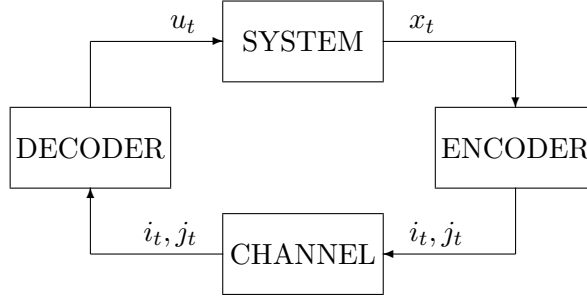 u_t
SYSTEM
x_t
DECODER
ENCODER
i_t, j_t
CHANNEL
i_t, j_t